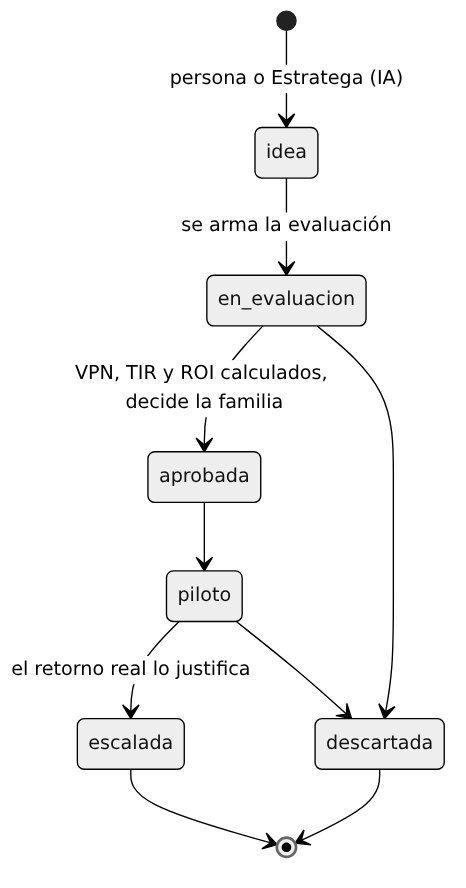 persona o Estratega (IA)
idea
se arma la evaluación
en_evaluacion
VPN, TIR y ROI calculados,
decide la familia
aprobada
piloto
el retorno real lo justifica
escalada
descartada